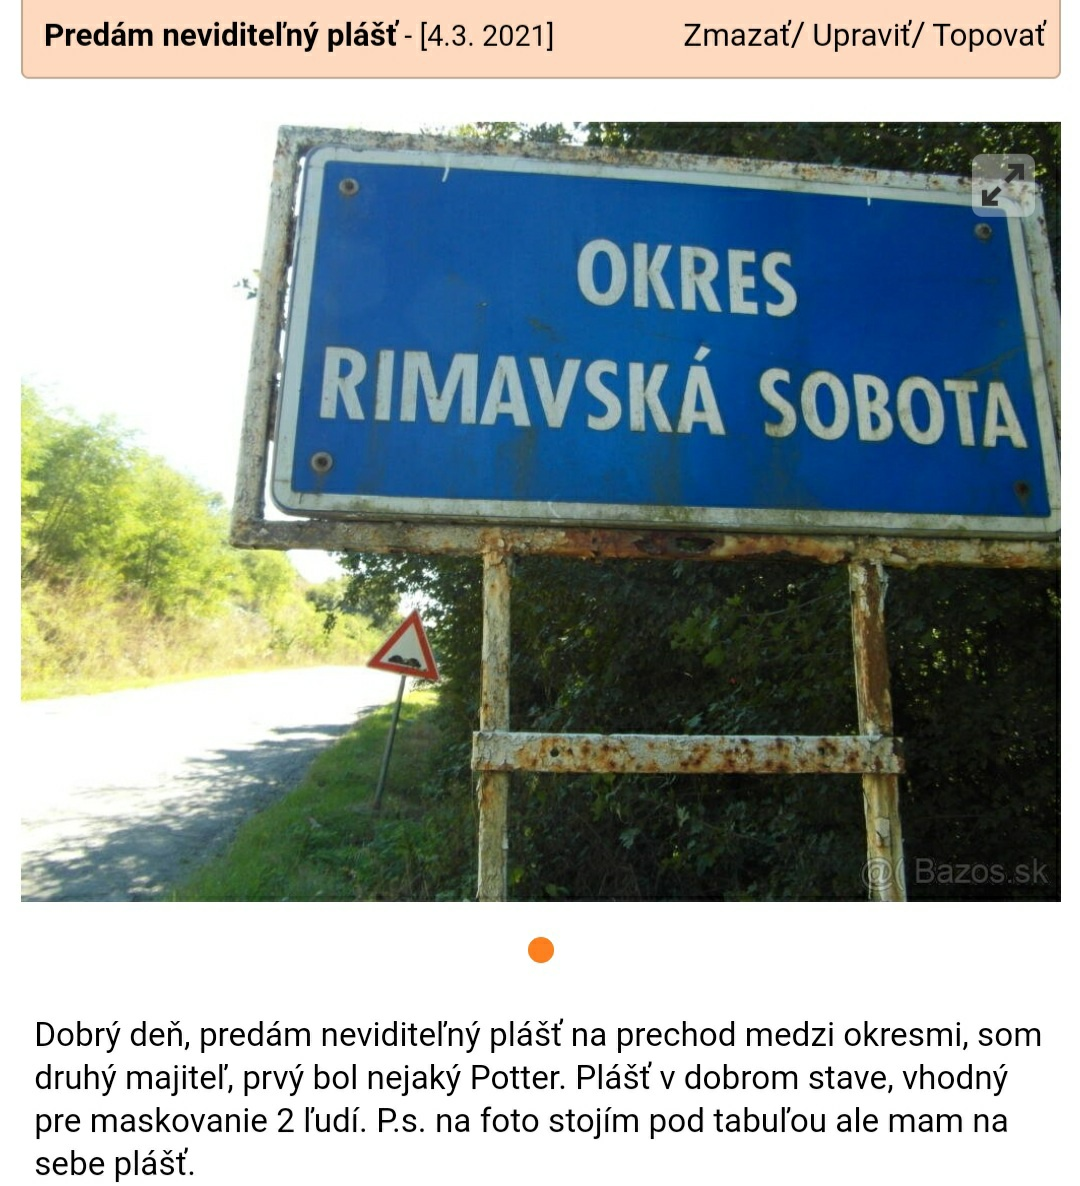 Predám neviditeľný plášť - [4.3. 2021] Zmazať/ Upraviť/ Topovať
OKRES
RIMAVSKÁ SOBOTA
@( Bazos.sk
Dobrý deň, predám neviditeľný plášť na prechod medzi okresmi, som
druhý majiteľ, prvý bol nejaký Potter. Plášť v dobrom stave, vhodný
pre maskovanie 2 ľudí. P.s. na foto stojím pod tabuľou ale mam na
sebe plášť.